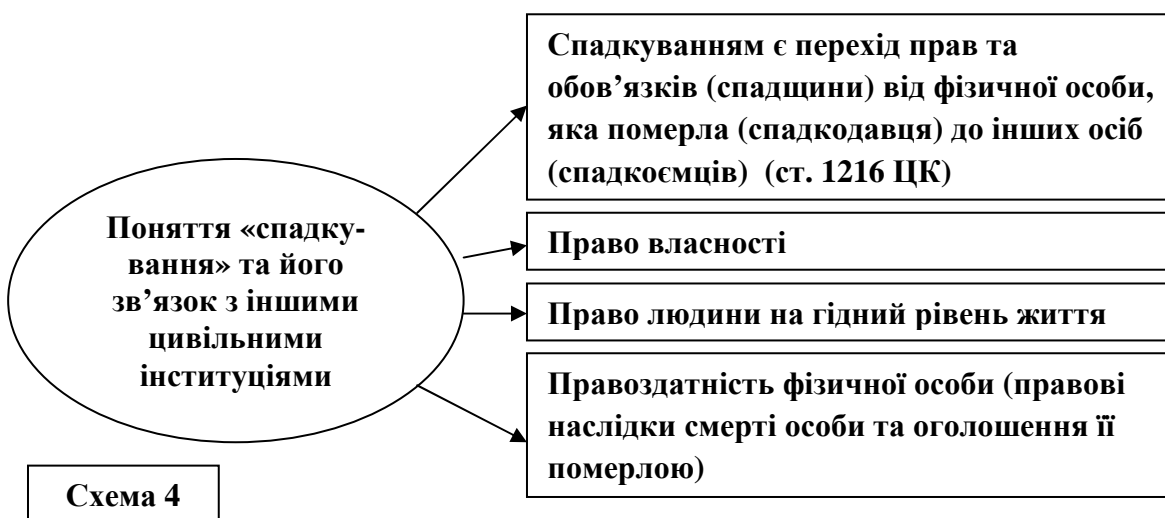 Поняття «спадку-
вання» та його
зв’язок з іншими
цивільними
інституціями
Спадкуванням є перехід прав та
обов’язків (спадщини) від фізичної особи,
яка померла (спадкодавця) до інших осіб
(спадкоємців) (ст. 1216 ЦК)
Право власності
Право людини на гідний рівень життя
Правоздатність фізичної особи (правові
наслідки смерті особи та оголошення її
померлою)
Схема 4